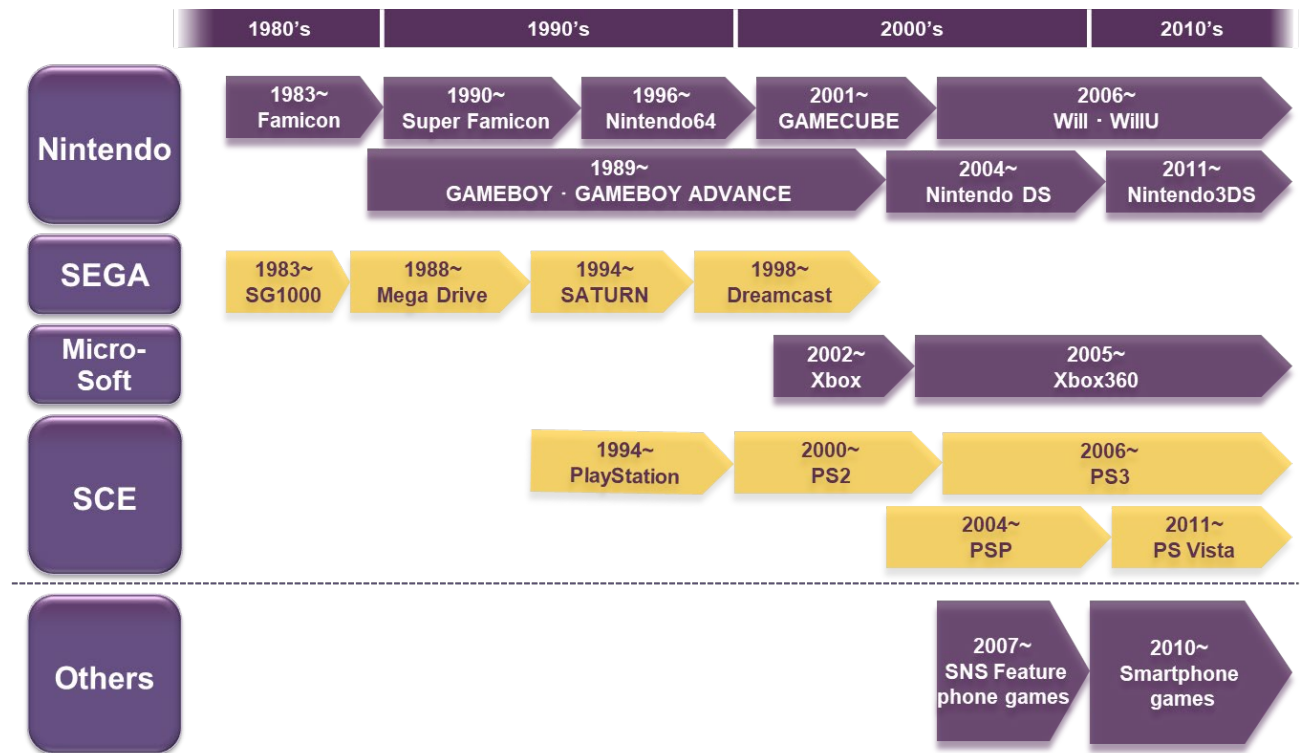 1980's
1990's
2000's
2010's
Nintendo
1983~
Famicon
1990~
Super Famicon
1996~
Nintendo64
2001~
GAMECUBE
2006~
Will · WillU
1989~
GAMEBOY · GAMEBOY ADVANCE
2004~
Nintendo DS
2011~
Nintendo3DS
SEGA
1983~
SG1000
1988~
Mega Drive
1994~
SATURN
1998~
Dreamcast
Micro-
Soft
2002~
Xbox
2005~
Xbox360
SCE
1994~
PlayStation
2000~
PS2
2006~
PS3
2004~
PSP
2011~
PS Vista
Others
2007~
SNS Feature
phone games
2010~
Smartphone
games